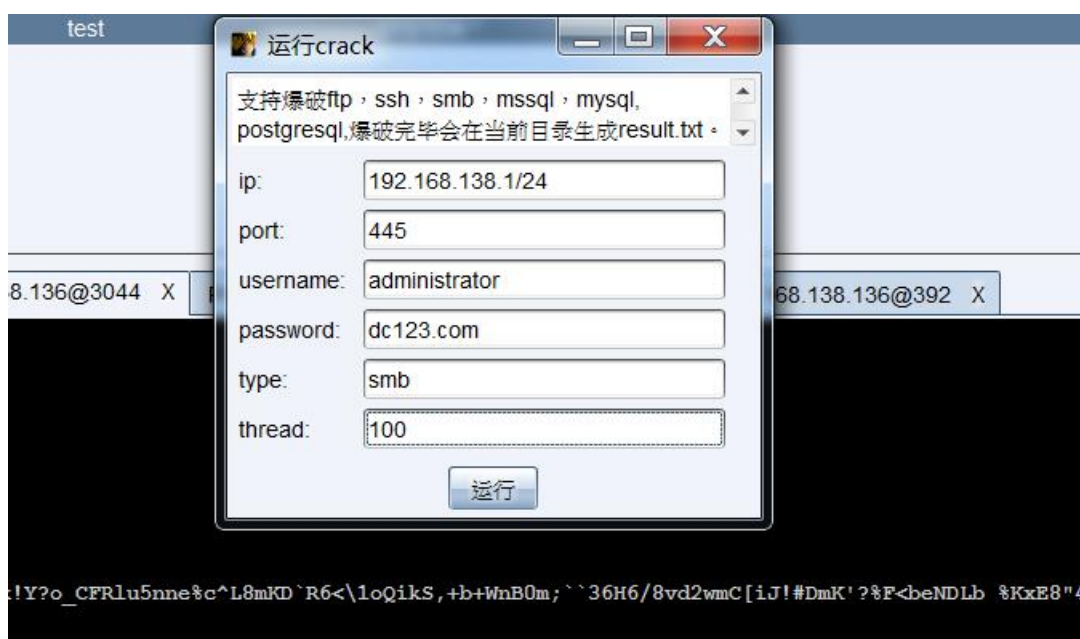 test
运行crack
支持爆破ftp，ssh，smb，mssql，mysql,
postgresql,爆破完毕会在当前目录生成result.txt。
ip: 192.168.138.1/24
port: 445
username: administrator
password: dc123.com
type: smb
thread: 100
8.136@3044 X
68.138.136@392 X
运行
!Y?o_CFRlu5nne%c^L8mKD`R6<\1oQikS,+b+WnB0m;``36H6/8vd2wmC[iJ!#DmK'?%F<beNDLb %KxE8"